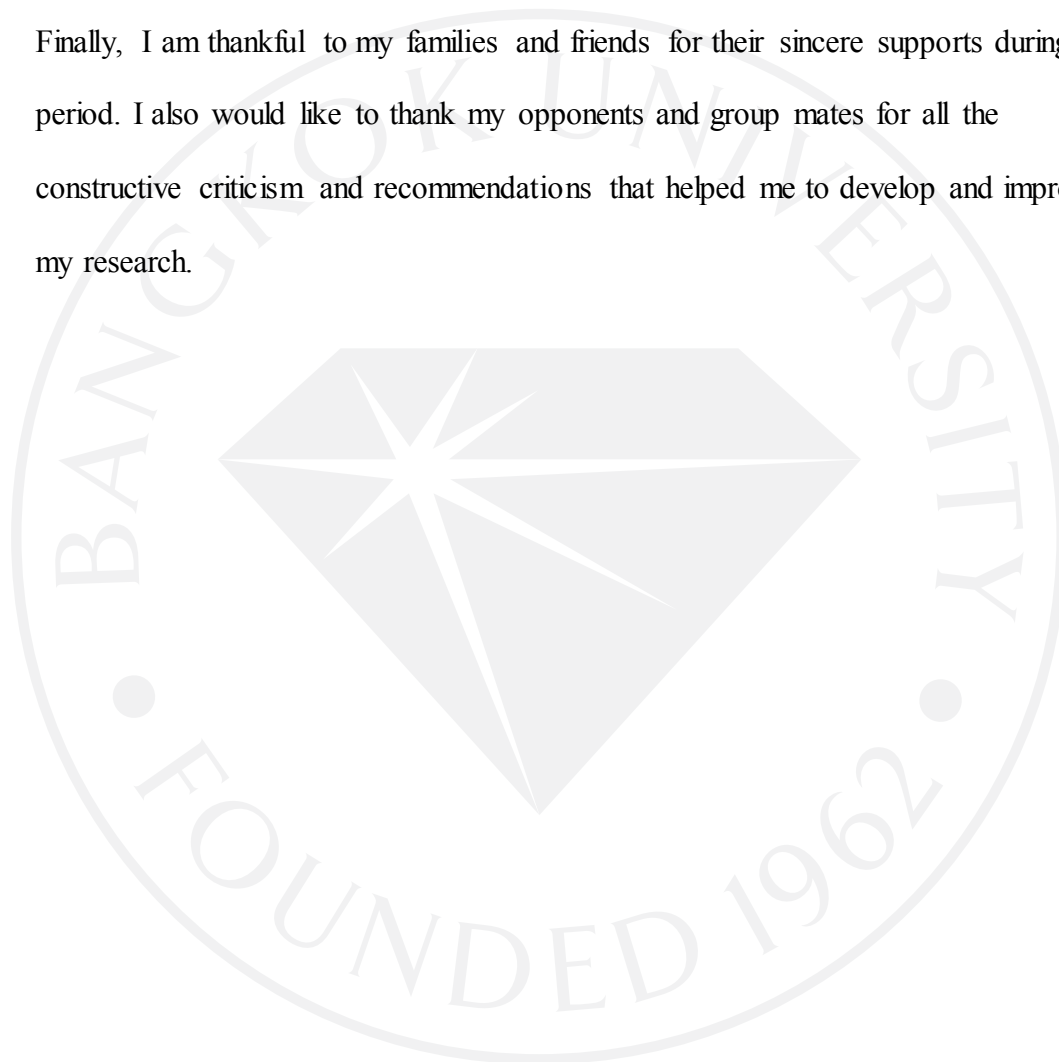 Finally, I am thankful to my families and friends for their sincere supports during
period. I also would like to thank my opponents and group mates for all the
constructive criticism and recommendations that helped me to develop and impr
my research.
BANGKOK UNIVERSITY
• FOUNDED 1962 •